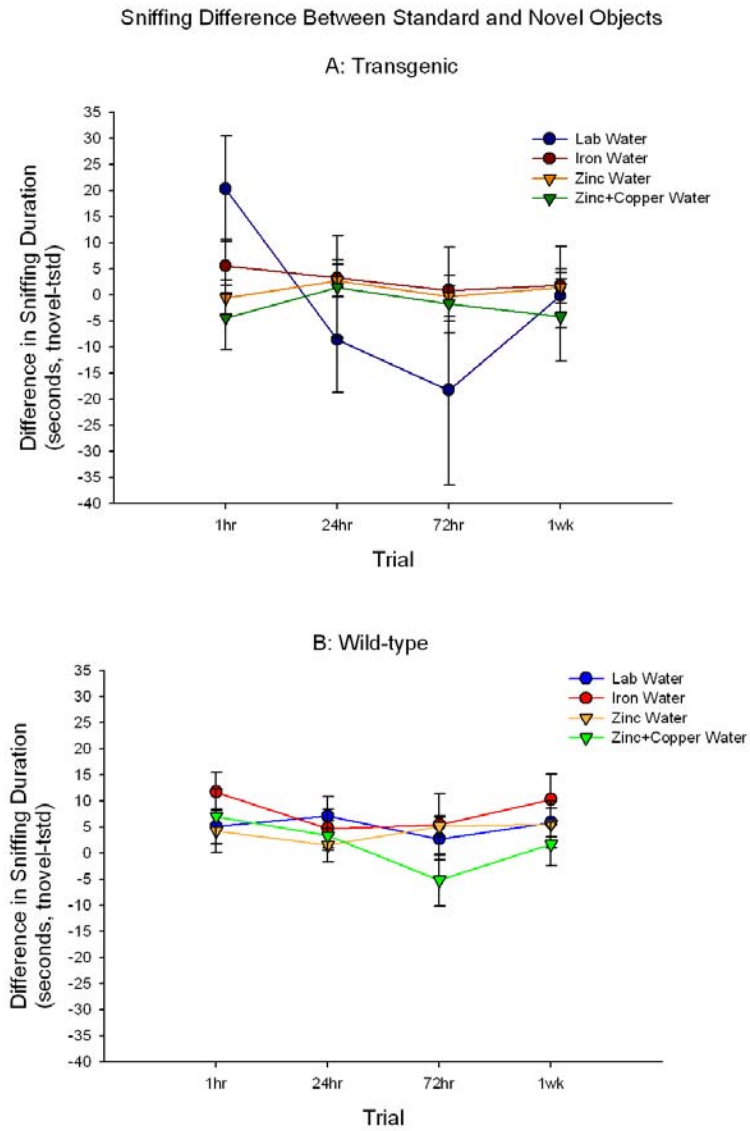 Sniffing Difference Between Standard and Novel Objects
A: Transgenic
Difference in Sniffing Duration
(seconds, tnovel-tstd)
35
30
25
20
15
10
5
0
-5
-10
-15
-20
-25
-30
-35
-40
Lab Water
Iron Water
Zinc Water
Zinc+Copper Water
1hr 24hr 72hr 1wk
Trial
B: Wild-type
Difference in Sniffing Duration
(seconds, tnovel-tstd)
35
30
25
20
15
10
5
0
-5
-10
-15
-20
-25
-30
-35
-40
Lab Water
Iron Water
Zinc Water
Zinc+Copper Water
1hr 24hr 72hr 1wk
Trial